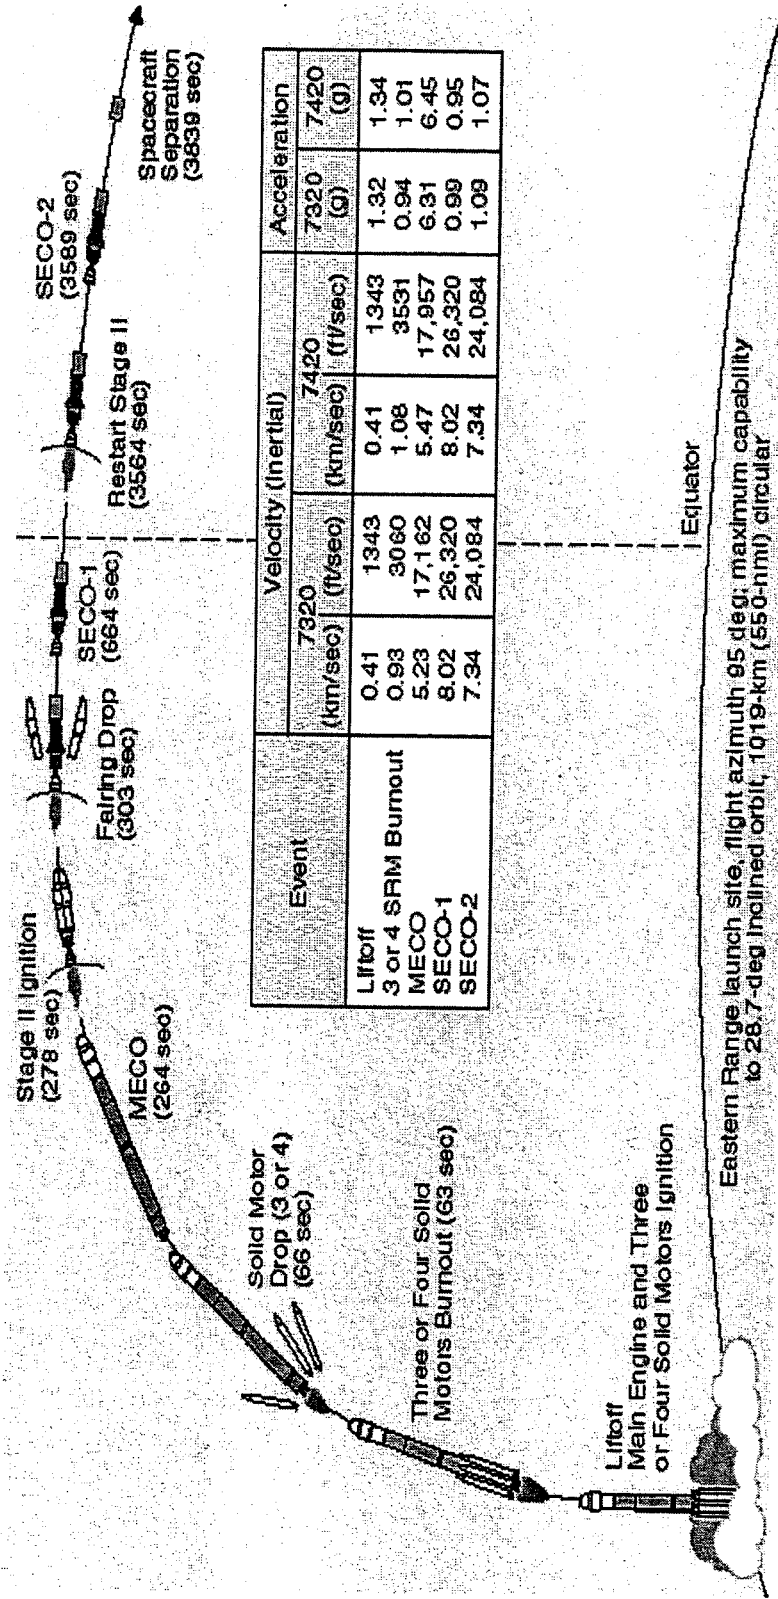 Liftoff
Main Engine and Three
or Four Solid Motors Ignition
Three or Four Solid
Motors Burnout (63 sec)
Solid Motor
Drop (3 or 4)
(66 sec)
MECO
(264 sec)
Stage II Ignition
(278 sec)
Fairing Drop
(303 sec)
SECO-1
(664 sec)
Restart Stage II
(3564 sec)
SECO-2
(3589 sec)
Spacecraft
Separation
(3839 sec)
Event Velocity (Inertial) Acceleration
7320 7420 7320 7420
(km/sec) (ft/sec) (km/sec) (ft/sec) (g) (g)
Liftoff 0.41 1343 0.41 1343 1.32 1.34
3 or 4 SRM Burnout 0.93 3060 1.08 3531 0.94 1.01
MECO 5.23 17,162 5.47 17,957 6.31 6.45
SECO-1 8.02 26,320 8.02 26,320 0.99 0.95
SECO-2 7.34 24,084 7.34 24,084 1.09 1.07
Equator
Eastern Range launch site, flight azimuth 95 deg; maximum capability
to 28.7-deg inclined orbit, 1019-km (550-nmi) circular